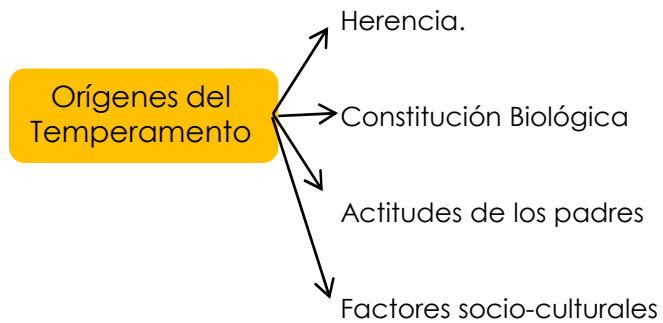 Orígenes del
Temperamento
Herencia.
Constitución Biológica
Actitudes de los padres
Factores socio-culturales